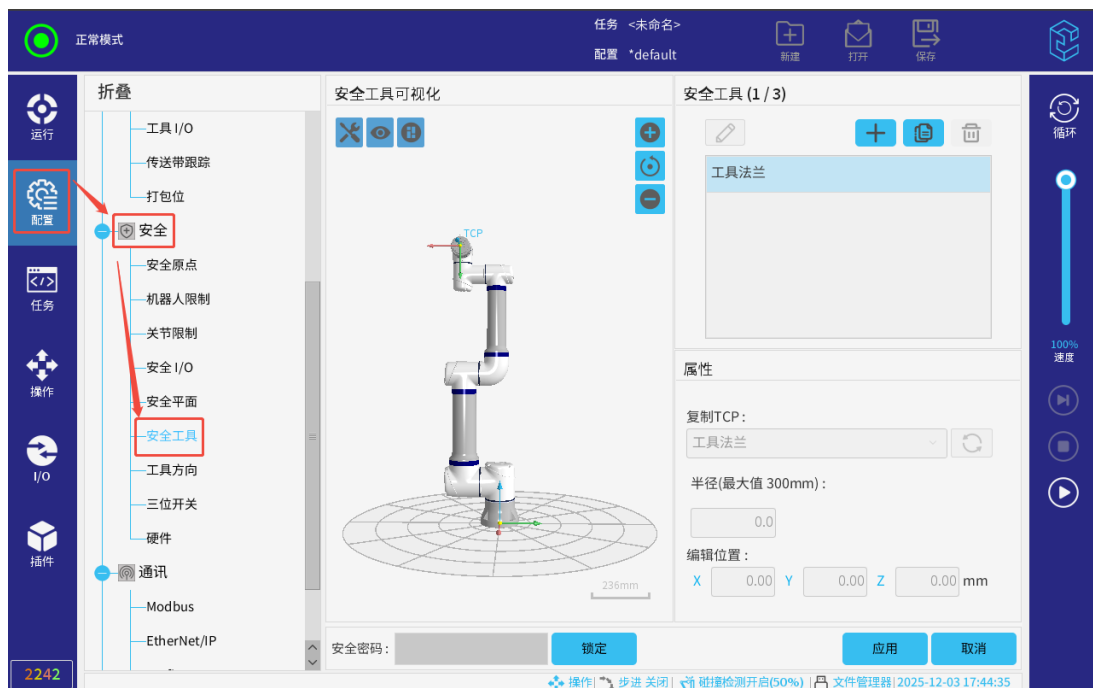 正常模式
任务 <未命名>
配置 *default
新建
打开
保存
运行
配置
任务
操作
I/O
插件
2242
折叠
工具 I/O
传送带跟踪
打包位
安全
安全原点
机器人限制
关节限制
安全 I/O
安全平面
安全工具
工具方向
三位开关
硬件
通讯
Modbus
EtherNet/IP
安全工具可视化
TCP
236mm
安全工具 (1 / 3)
工具法兰
属性
复制TCP :
工具法兰
半径(最大值 300mm) :
0.0
编辑位置 :
X 0.00 Y 0.00 Z 0.00 mm
安全密码 :
锁定
应用
取消
循环
100%
速度
操作| 步进 关闭| 碰撞检测开启(50%) | 文件管理器| 2025-12-03 17:44:35